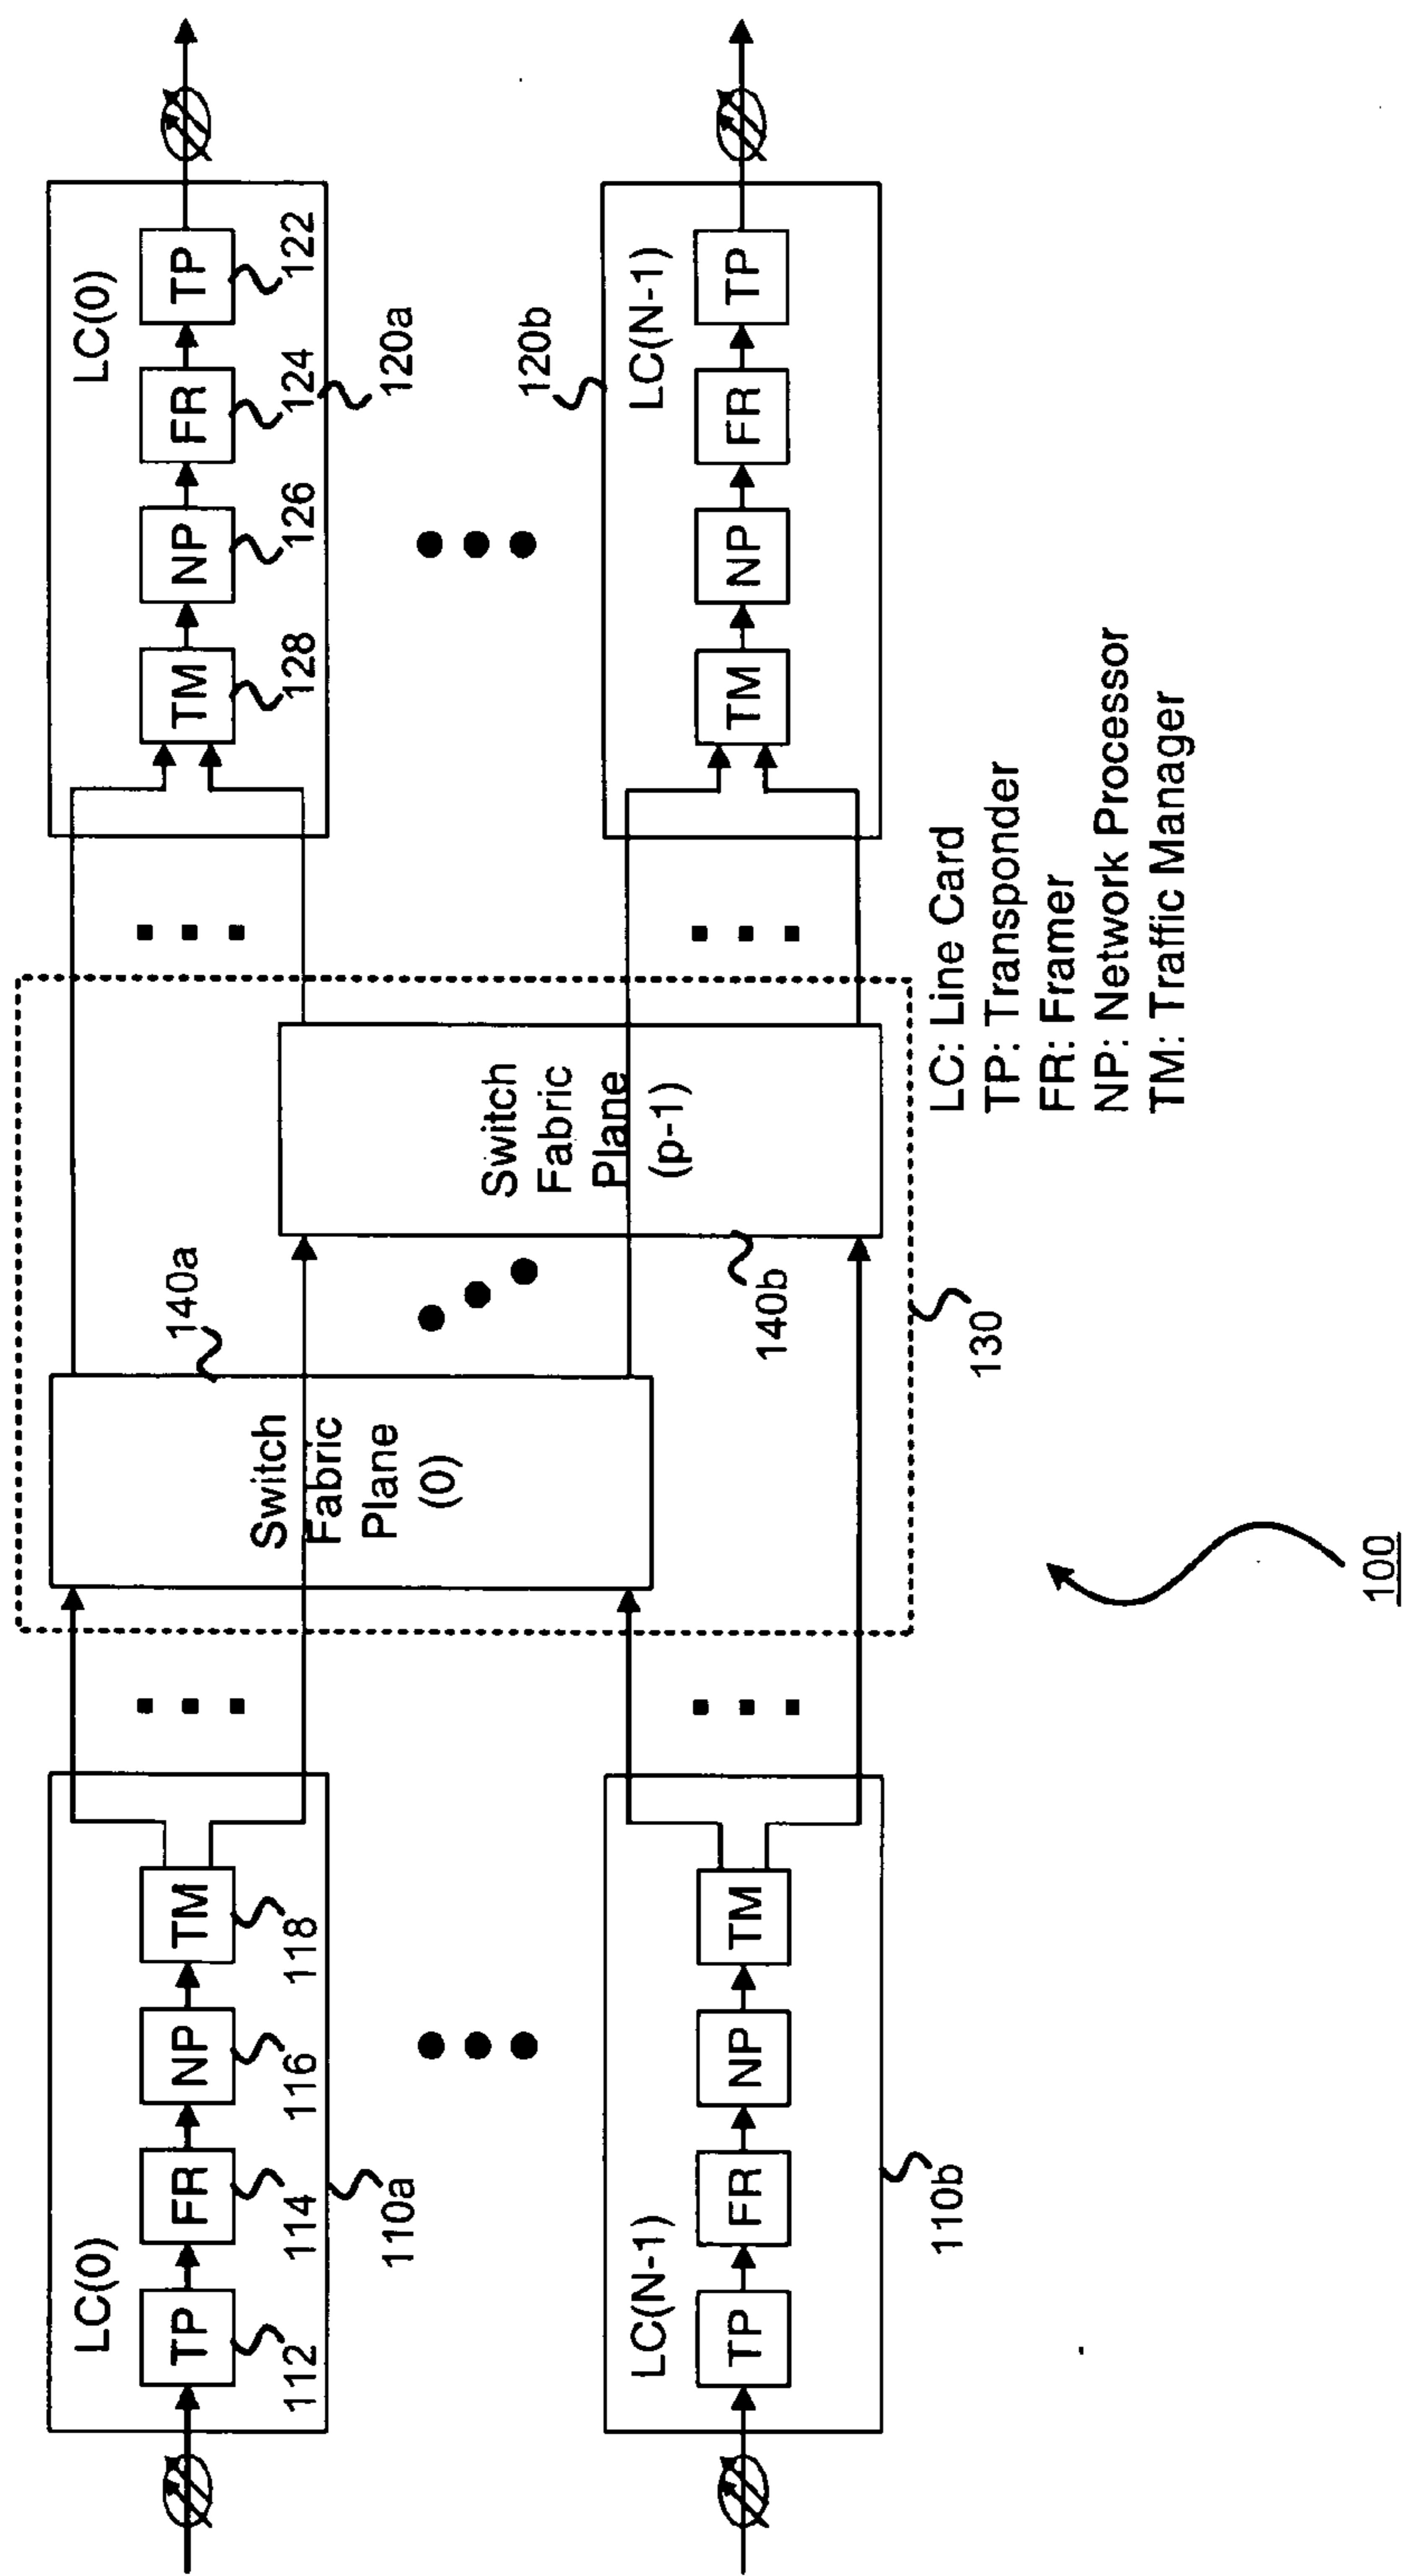 LC(0)
TP
FR
NP
TM
112
114
116
118
110a
LC(N-1)
TP
FR
NP
TM
110b
Switch
Fabric
Plane
(0)
140a
Switch
Fabric
Plane
(p-1)
140b
130
LC(0)
TM
NP
FR
TP
128
126
124
122
120a
120b
LC(N-1)
TM
NP
FR
TP
LC: Line Card
TP: Transponder
FR: Framer
NP: Network Processor
TM: Traffic Manager
100